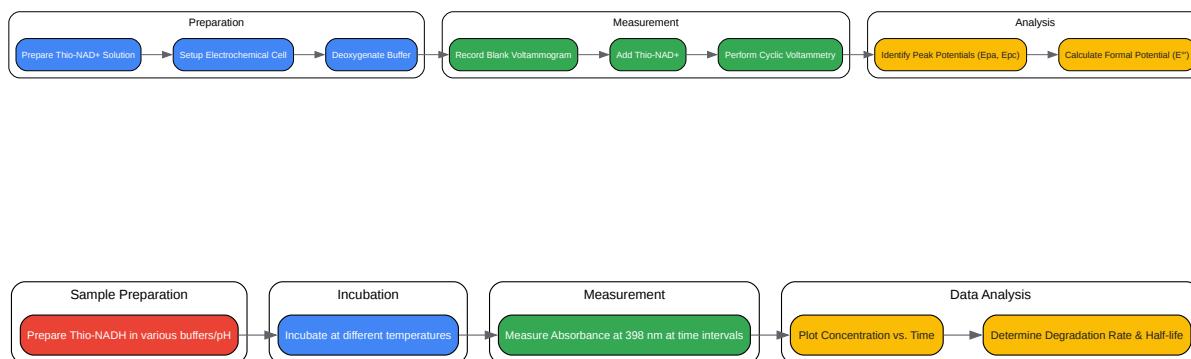 Preparation
Prepare Thio-NAD+ Solution
Setup Electrochemical Cell
Deoxygenate Buffer
Measurement
Record Blank Voltammogram
Add Thio-NAD+
Perform Cyclic Voltammetry
Analysis
Identify Peak Potentials (Epa, Epc)
Calculate Formal Potential (E°')
Sample Preparation
Prepare Thio-NADH in various buffers/pH
Incubation
Incubate at different temperatures
Measurement
Measure Absorbance at 398 nm at time intervals
Data Analysis
Plot Concentration vs. Time
Determine Degradation Rate & Half-life